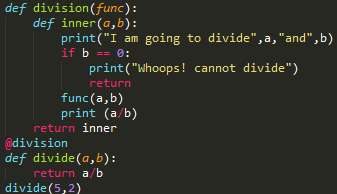 def division(func):
    def inner(a,b):
        print("I am going to divide",a,"and",b)
        if b == 0:
            print("Whoops! cannot divide")
            return
        func(a,b)
        print (a/b)
    return inner
@division
def divide(a,b):
    return a/b
divide(5,2)